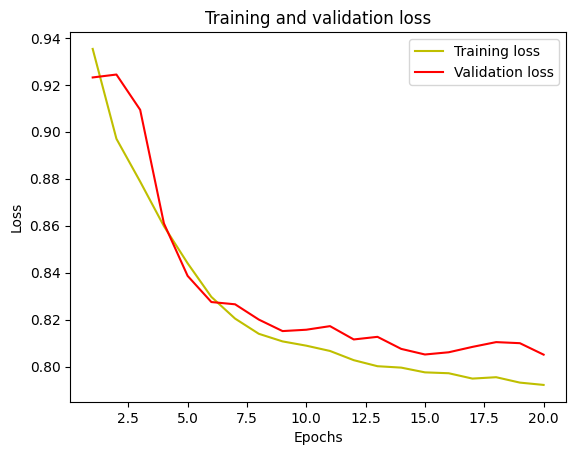 Training and validation loss
Training loss
Validation loss
Loss
0.94
0.92
0.90
0.88
0.86
0.84
0.82
0.80
2.5 5.0 7.5 10.0 12.5 15.0 17.5 20.0
Epochs